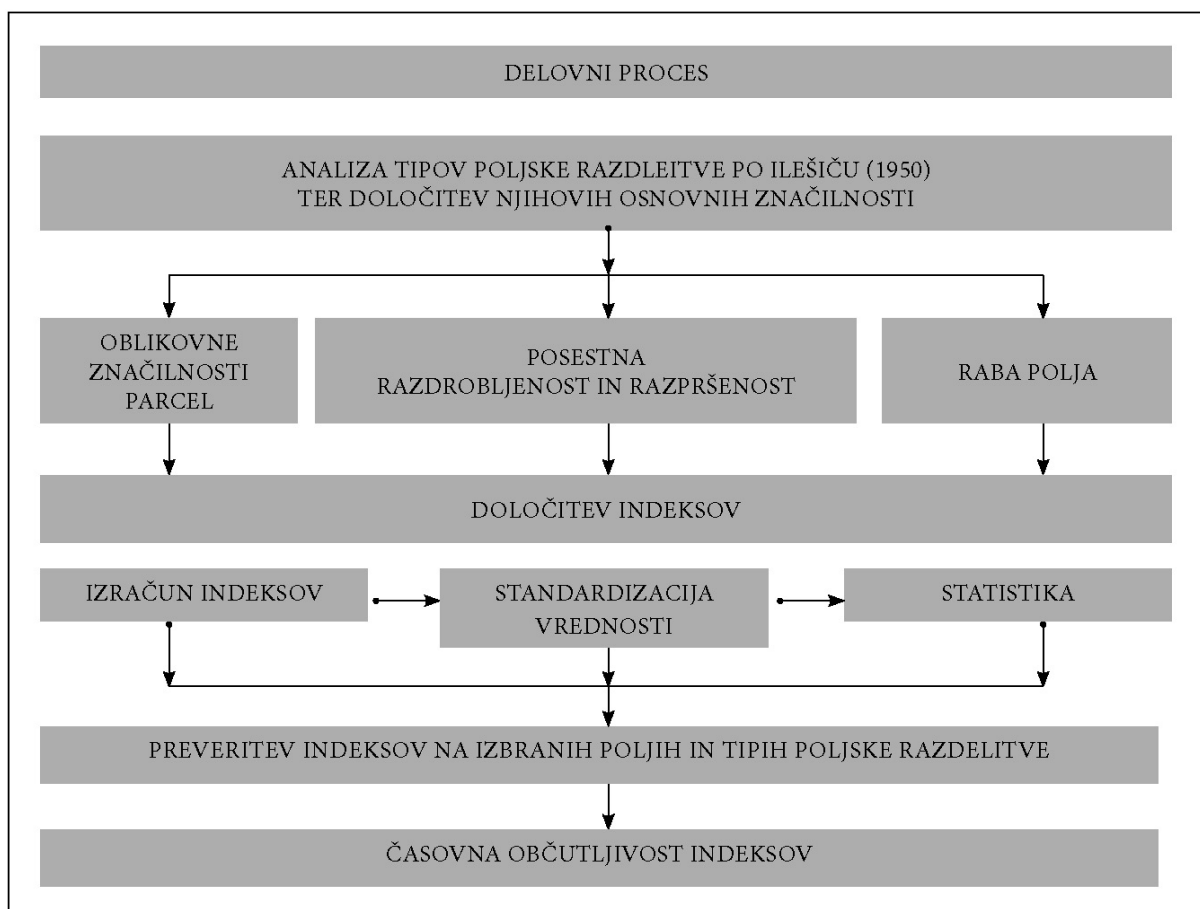 DELOVNI PROCES
ANALIZA TIPOV POLJSKE RAZDLEITVE PO ILEŠIČU (1950)
TER DOLOČITEV NJIHOVIH OSNOVNIH ZNAČILNOSTI
OBLIKOVNE
ZNAČILNOSTI
PARCEL
POSESTNA
RAZDROBLJENOST IN RAZPRŠENOST
RABA POLJA
DOLOČITEV INDEKSOV
IZRAČUN INDEKSOV
STANDARDIZACIJA
VREDNOSTI
STATISTIKA
PREVERITEV INDEKSOV NA IZBRANIH POLJIH IN TIPIH POLJSKE RAZDELITVE
ČASOVNA OBČUTLJIVOST INDEKSOV